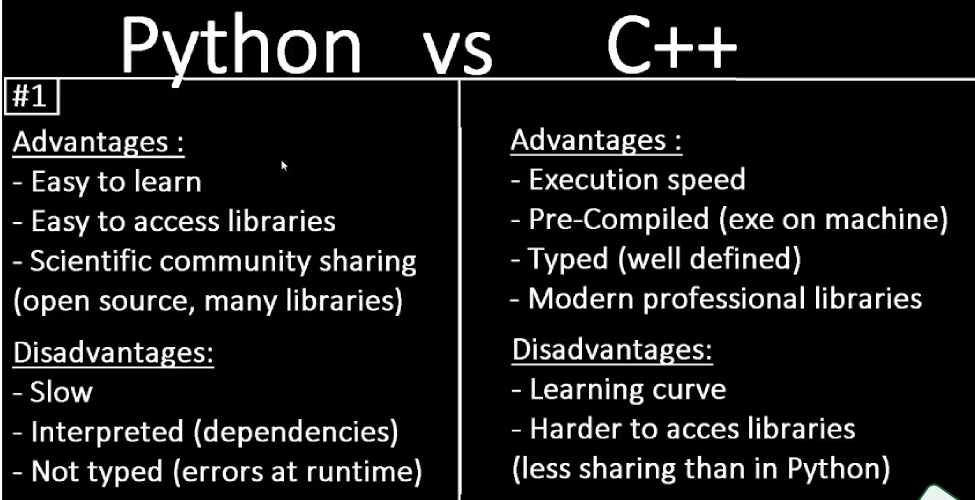 Python vs C++
#1
Advantages :
- Easy to learn
- Easy to access libraries
- Scientific community sharing
(open source, many libraries)
Disadvantages:
- Slow
- Interpreted (dependencies)
- Not typed (errors at runtime)
Advantages :
- Execution speed
- Pre-Compiled (exe on machine)
- Typed (well defined)
- Modern professional libraries
Disadvantages:
- Learning curve
- Harder to acces libraries
(less sharing than in Python)